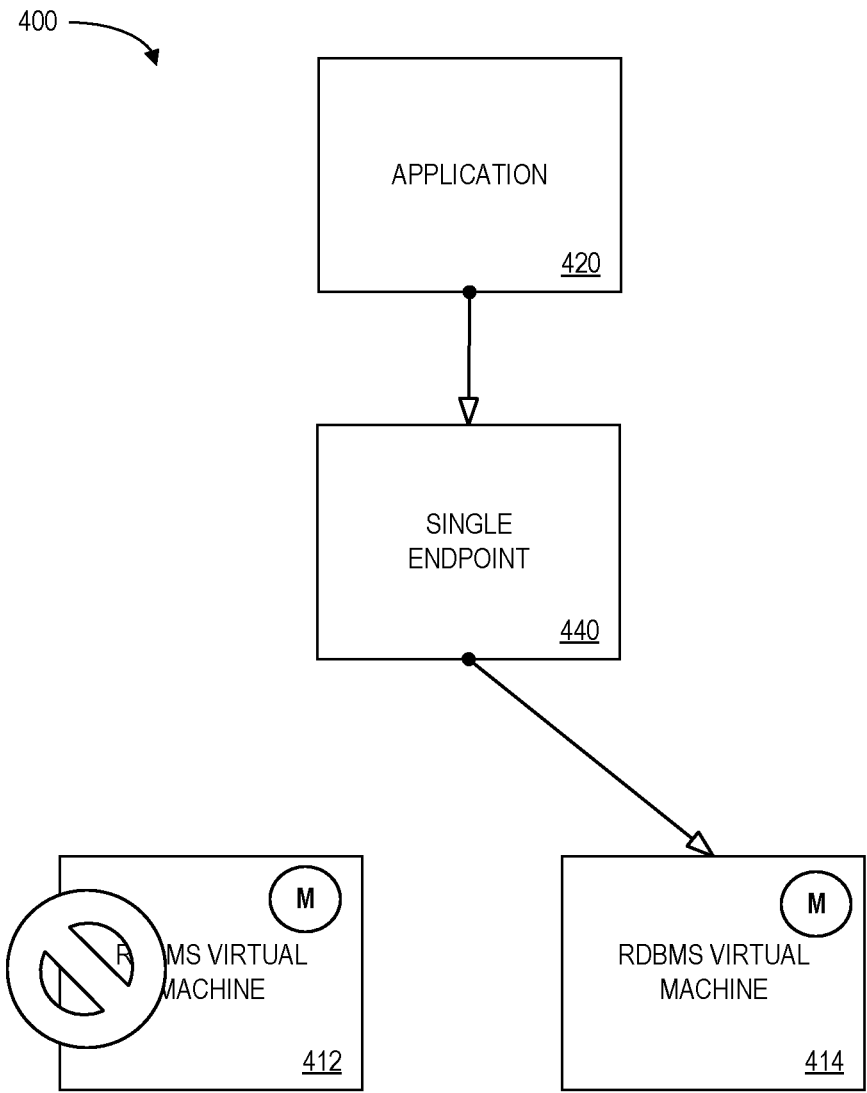 400
APPLICATION
420
SINGLE
ENDPOINT
440
M
MS VIRTUAL
MACHINE
412
M
RDBMS VIRTUAL
MACHINE
414